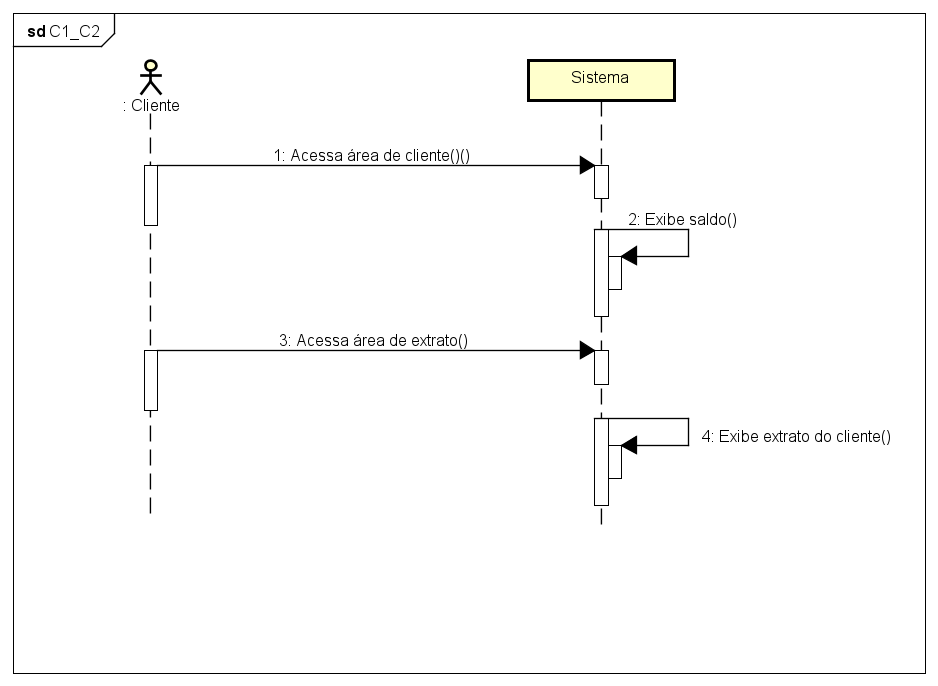 sd C1_C2
: Cliente
Sistema
1: Acessa área de cliente()()
2: Exibe saldo()
3: Acessa área de extrato()
4: Exibe extrato do cliente()